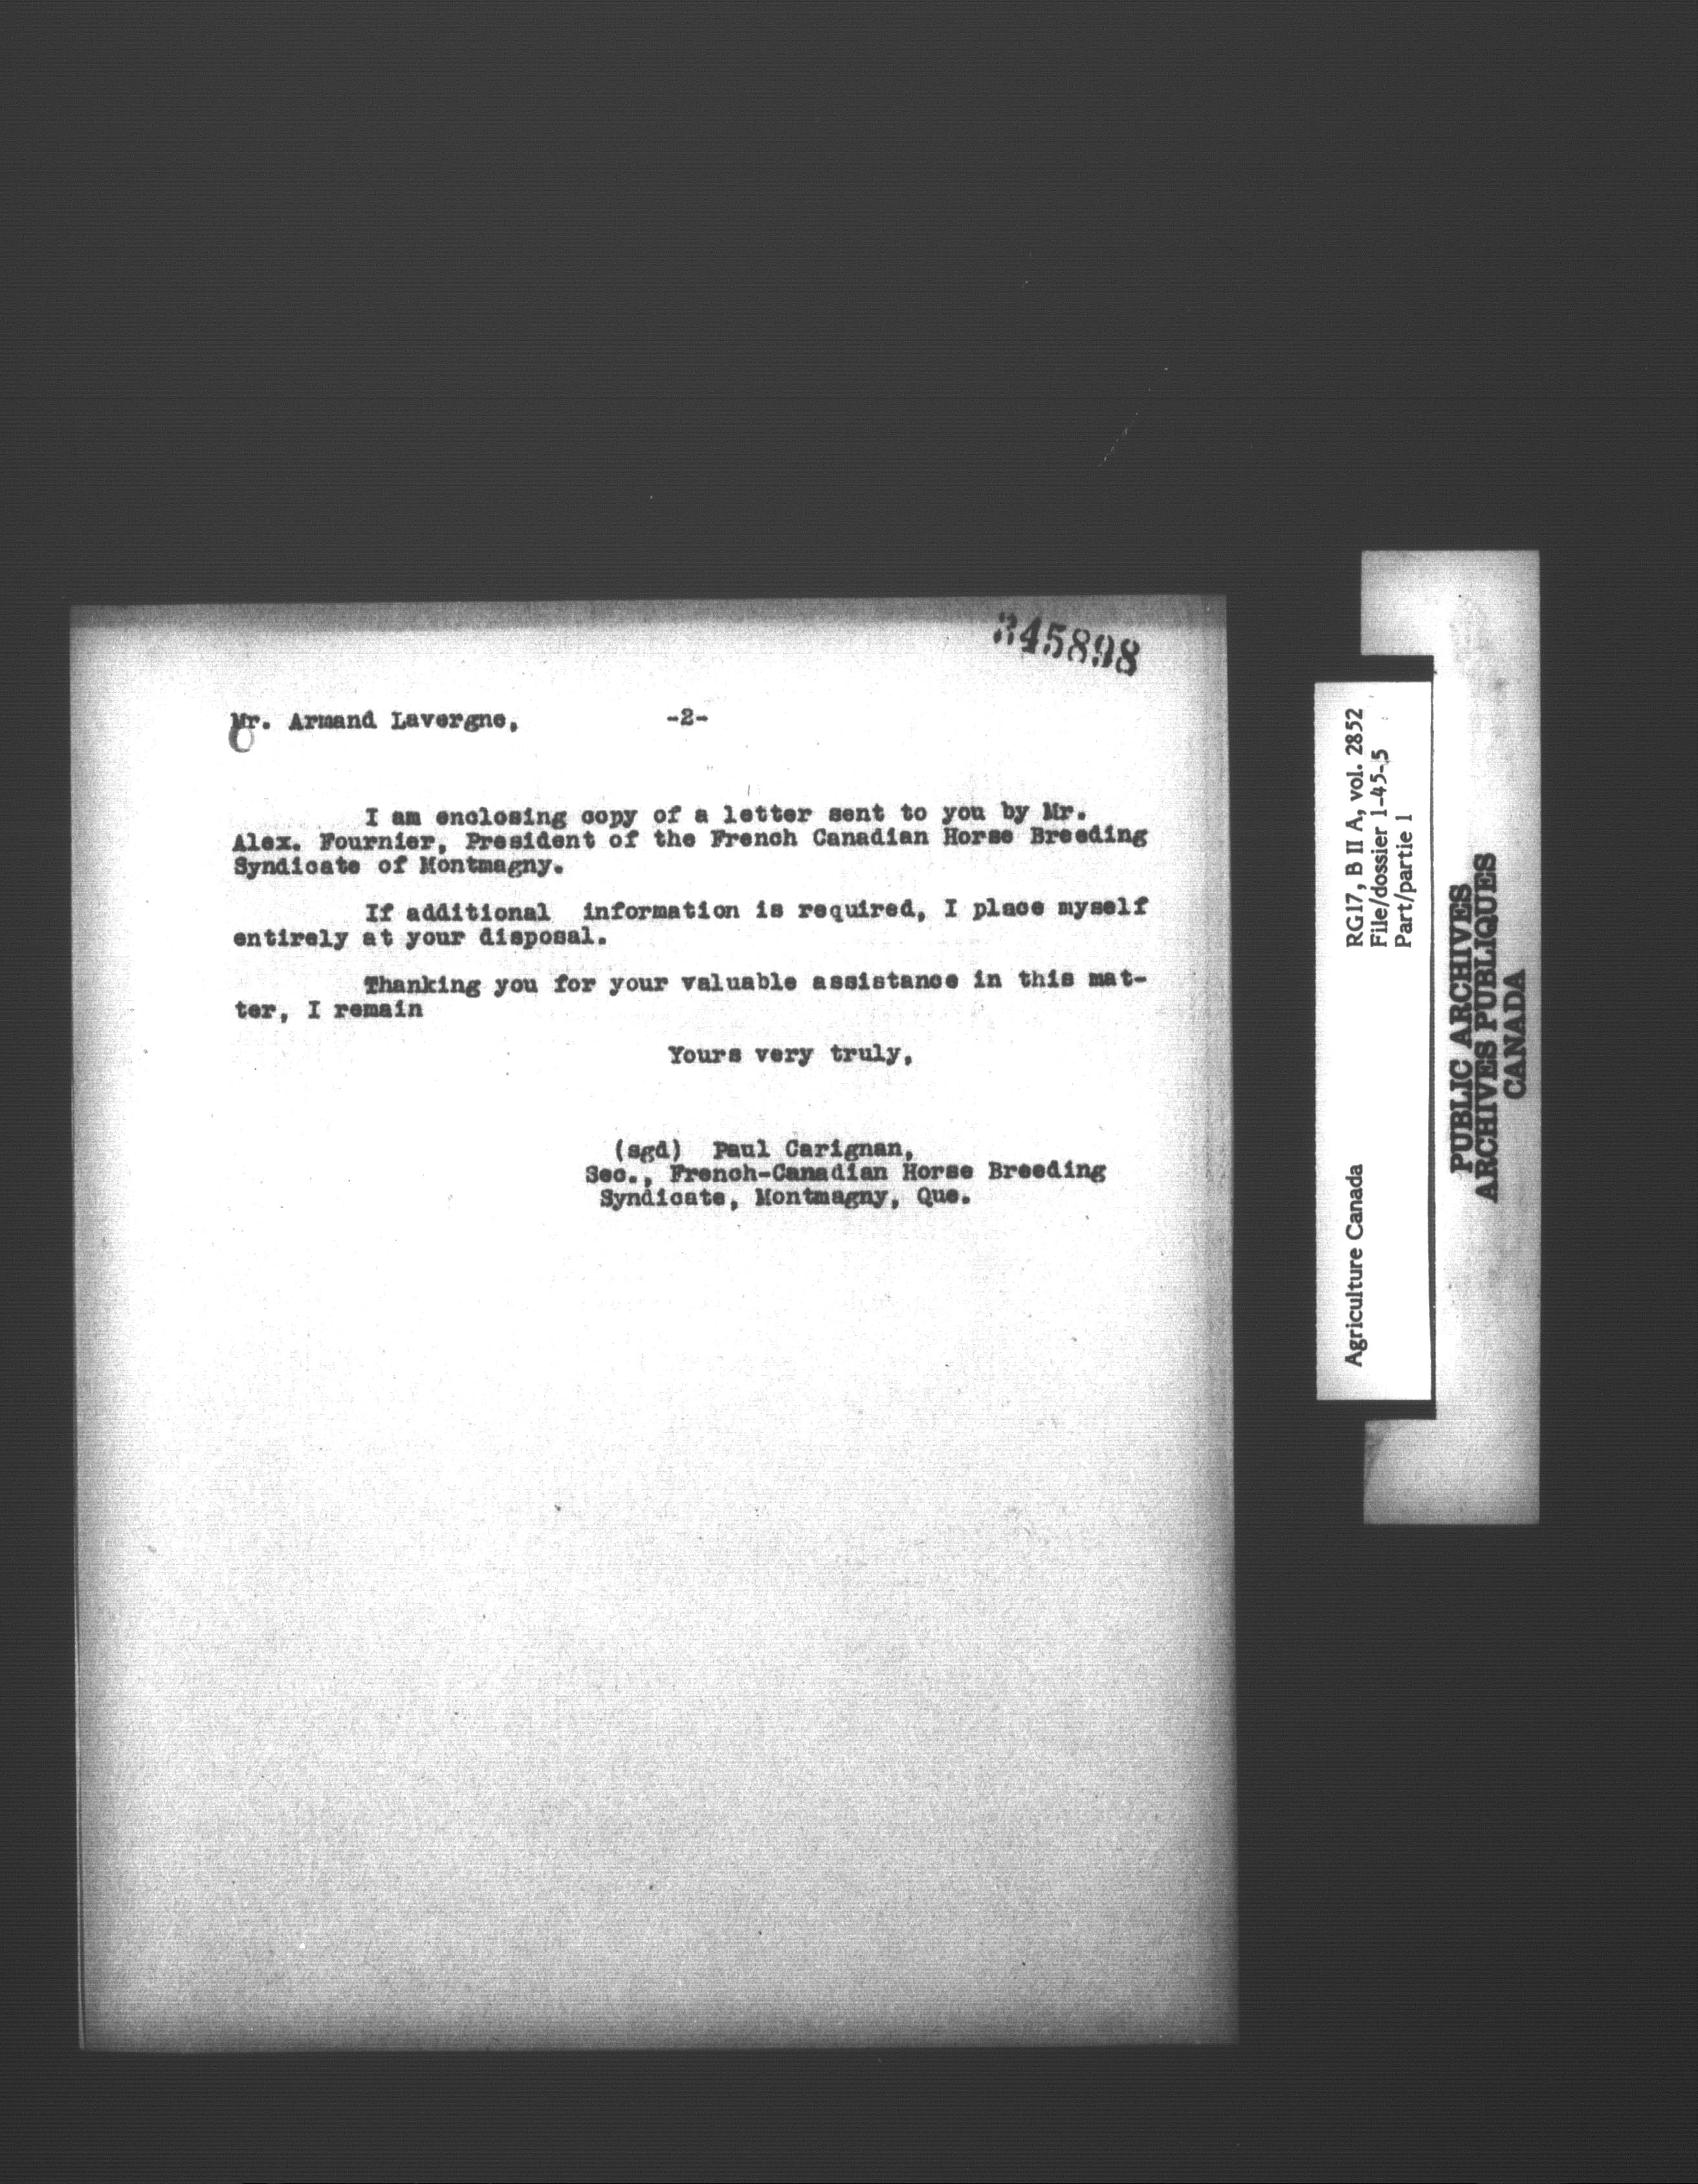 345898
Mr. Armand Lavergne, -2-
I am enclosing copy of a letter sent to you by Mr.
Alex. Fournier, President of the French Canadian Horse Breeding
Syndicate of Montmagny.
If additional information is required, I place myself
entirely at your disposal.
Thanking you for your valuable assistance in this mat-
ter, I remain
Yours very truly,
(sgd) Paul Carignan,
Sec., French-Canadian Horse Breeding
Syndicate, Montmagny, Que.
Agriculture Canada RG17, B II A, vol. 2852
File/dossier 1-45-5
Part/partie 1
PUBLIC ARCHIVES
ARCHIVES PUBLIQUES
CANADA